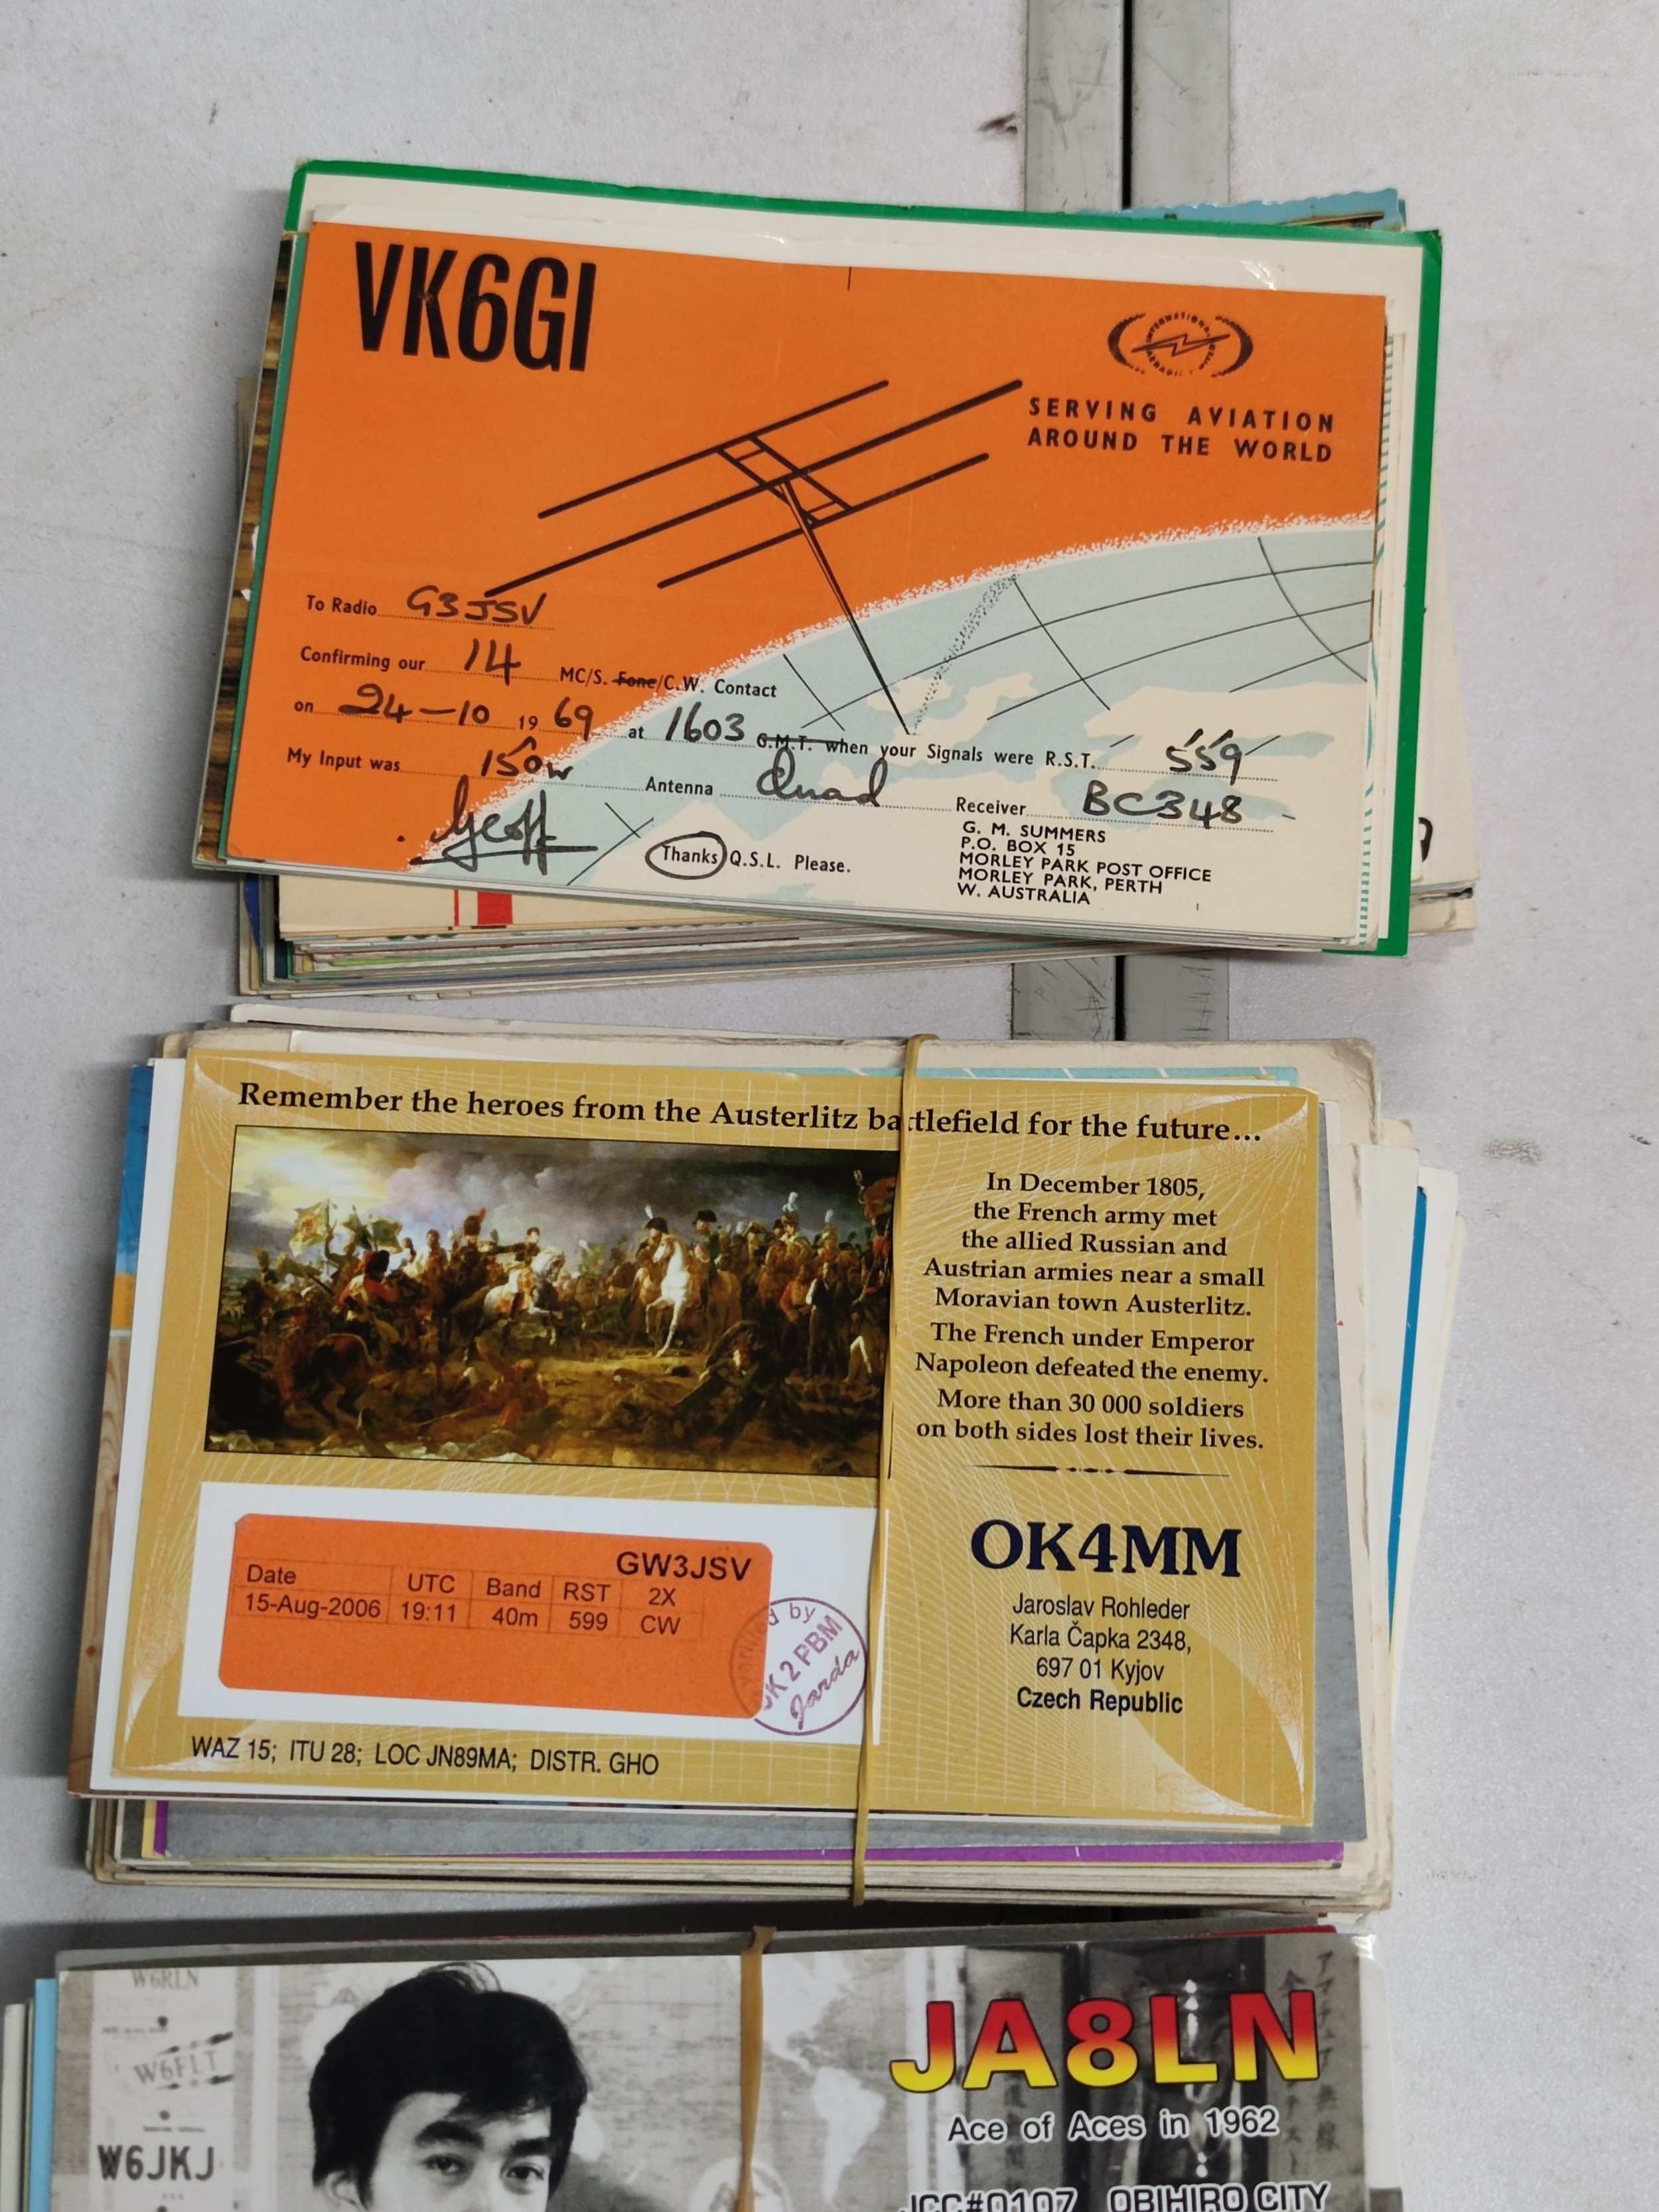 VK6GI
INTERNATIONAL
SERVING AVIATION
AROUND THE WORLD
To Radio G3JSV
Confirming our 14 MC/S. Fone/C.W. Contact
on 24-10 1969 at 1603 G.M.T. when your Signals were R.S.T. 559
My Input was 150w Antenna Quad Receiver BC348
Geoff
Thanks Q.S.L. Please.
G. M. SUMMERS
P.O. BOX 15
MORLEY PARK POST OFFICE
MORLEY PARK, PERTH
W. AUSTRALIA
Remember the heroes from the Austerlitz battlefield for the future...
In December 1805,
the French army met
the allied Russian and
Austrian armies near a small
Moravian town Austerlitz.
The French under Emperor
Napoleon defeated the enemy.
More than 30 000 soldiers
on both sides lost their lives.
OK4MM
Jaroslav Rohleder
Karla Čapka 2348,
697 01 Kyjov
Czech Republic
GW3JSV
Date UTC Band RST 2X
15-Aug-2006 19:11 40m 599 CW
verified by
OK2PBM
Jarda
WAZ 15; ITU 28; LOC JN89MA; DISTR. GHO
W6RLN
W6FLT
W6JKJ
JA8LN
Ace of Aces in 1962
JCC#0107 OBIHIRO CITY